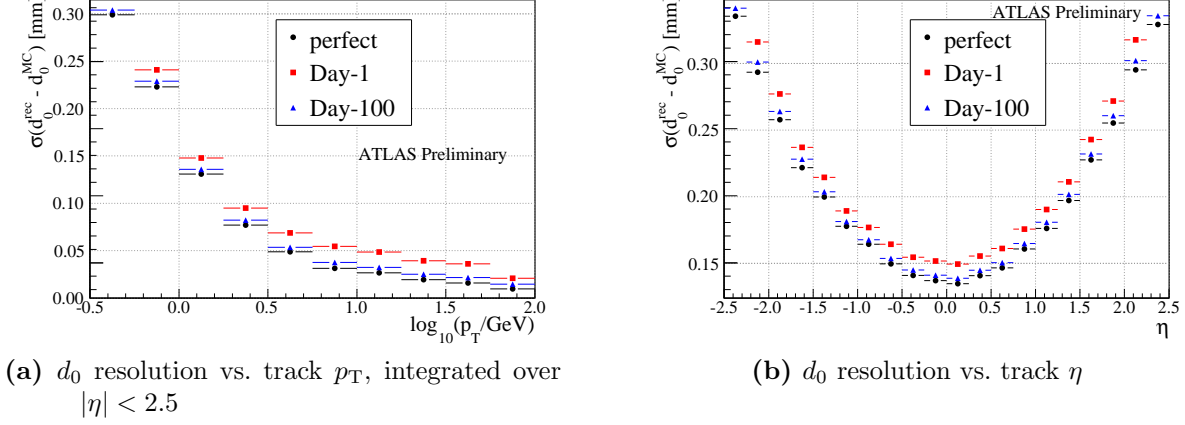 σ(d₀ʳᵉᶜ - d₀ᴹᶜ) [mm]
0.30
0.25
0.20
0.15
0.10
0.05
0.00
perfect
Day-1
Day-100
ATLAS Preliminary
-0.5 0.0 0.5 1.0 1.5 2.0
log₁₀(p_T/GeV)
σ(d₀ʳᵉᶜ - d₀ᴹᶜ) [mm]
0.30
0.25
0.20
0.15
ATLAS Preliminary
perfect
Day-1
Day-100
-2.5 -2.0 -1.5 -1.0 -0.5 0.0 0.5 1.0 1.5 2.0 2.5
η
(a) d₀ resolution vs. track p_T, integrated over
|η| < 2.5
(b) d₀ resolution vs. track η